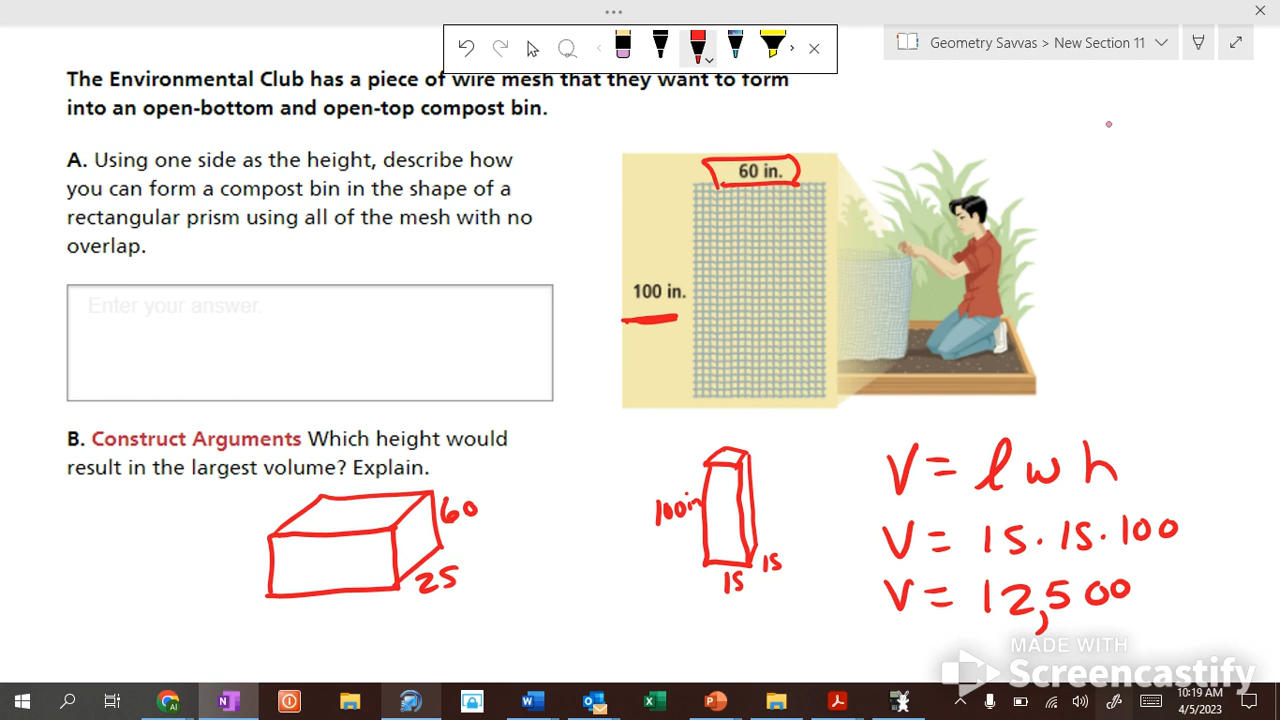 Geometry Savvas > New Section 11
The Environmental Club has a piece of wire mesh that they want to form
into an open-bottom and open-top compost bin.
A. Using one side as the height, describe how
you can form a compost bin in the shape of a
rectangular prism using all of the mesh with no
overlap.
Enter your answer.
60 in.
100 in.
B. Construct Arguments Which height would
result in the largest volume? Explain.
60
25
100in
15
15
V = l w h
V = 15 · 15 · 100
V = 12,500
MADE WITH
Screencastify
10:19 AM
4/5/2023